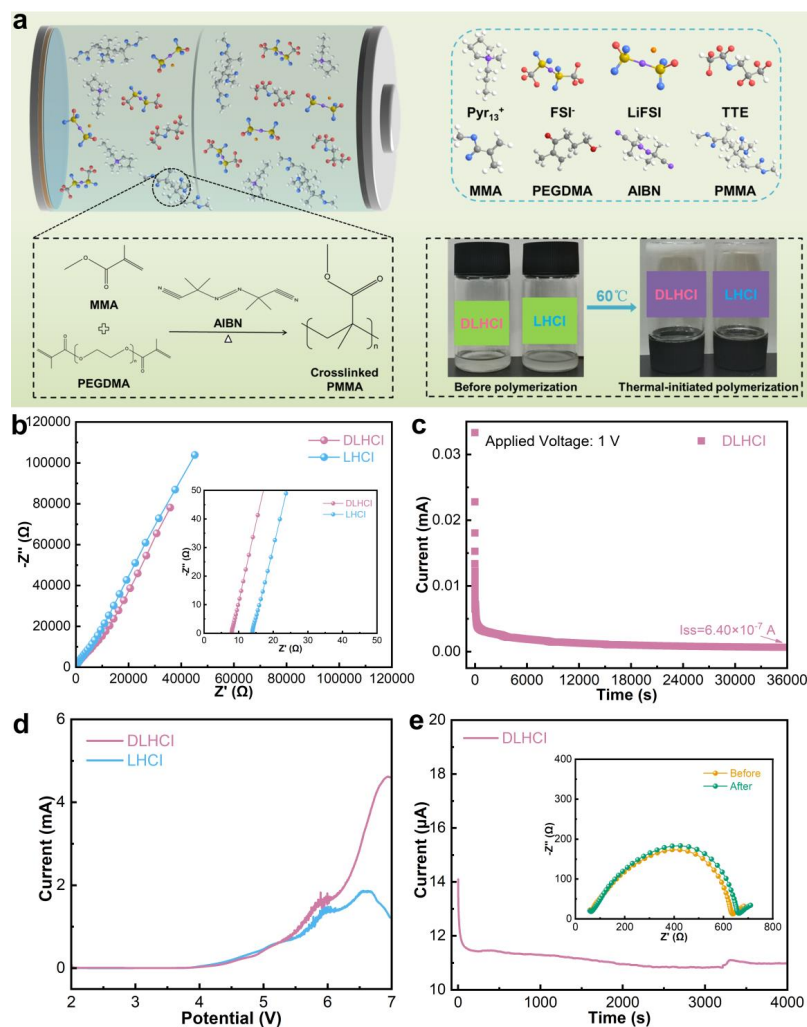 a
Pyr₁₃⁺
FSI⁻
LiFSI
TTE
MMA
PEGDMA
AIBN
PMMA
O
O
MMA
PEGDMA
O
O
n
O
O
N
N
N
N
AIBN
Δ
O
O
n
Crosslinked
PMMA
DLHCI
LHCI
60℃
DLHCI
LHCI
Before polymerization
Thermal-initiated polymerization
b
-Z'' (Ω)
120000
100000
80000
60000
40000
20000
0
0
20000
40000
60000
80000
100000
120000
Z' (Ω)
DLHCI
LHCI
-Z'' (Ω)
50
40
30
20
10
0
0
10
20
30
40
50
Z' (Ω)
DLHCI
LHCI
c
Current (mA)
0.03
0.02
0.01
0.00
0
6000
12000
18000
24000
30000
36000
Time (s)
Applied Voltage: 1 V
DLHCI
Iss=6.40×10⁻⁷ A
d
Current (mA)
6
4
2
0
2
3
4
5
6
7
Potential (V)
DLHCI
LHCI
e
Current (μA)
20
18
16
14
12
10
0
1000
2000
3000
4000
Time (s)
DLHCI
-Z'' (Ω)
400
300
200
100
0
0
200
400
600
800
Z' (Ω)
Before
After